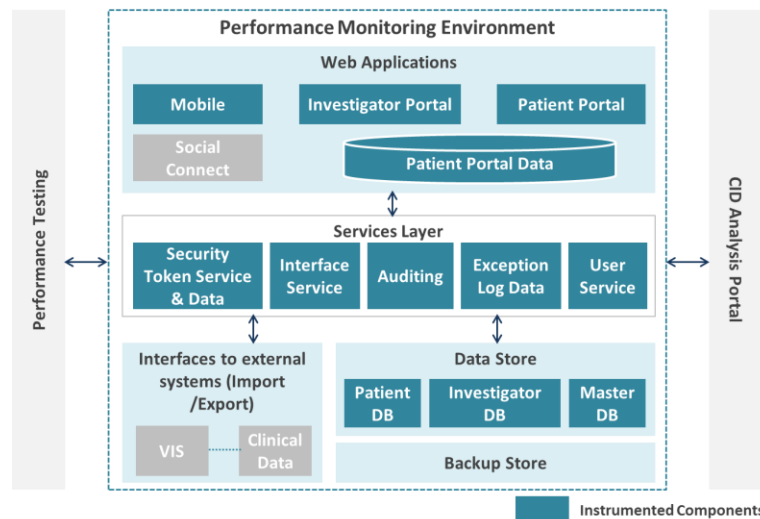 Performance Monitoring Environment
Web Applications
Mobile
Investigator Portal
Patient Portal
Social
Connect
Patient Portal Data
Services Layer
Security
Token Service
& Data
Interface
Service
Auditing
Exception
Log Data
User
Service
Interfaces to external
systems (Import
/Export)
VIS
Clinical
Data
Data Store
Patient
DB
Investigator
DB
Master
DB
Backup Store
Performance Testing
CID Analysis
Portal
Instrumented Components